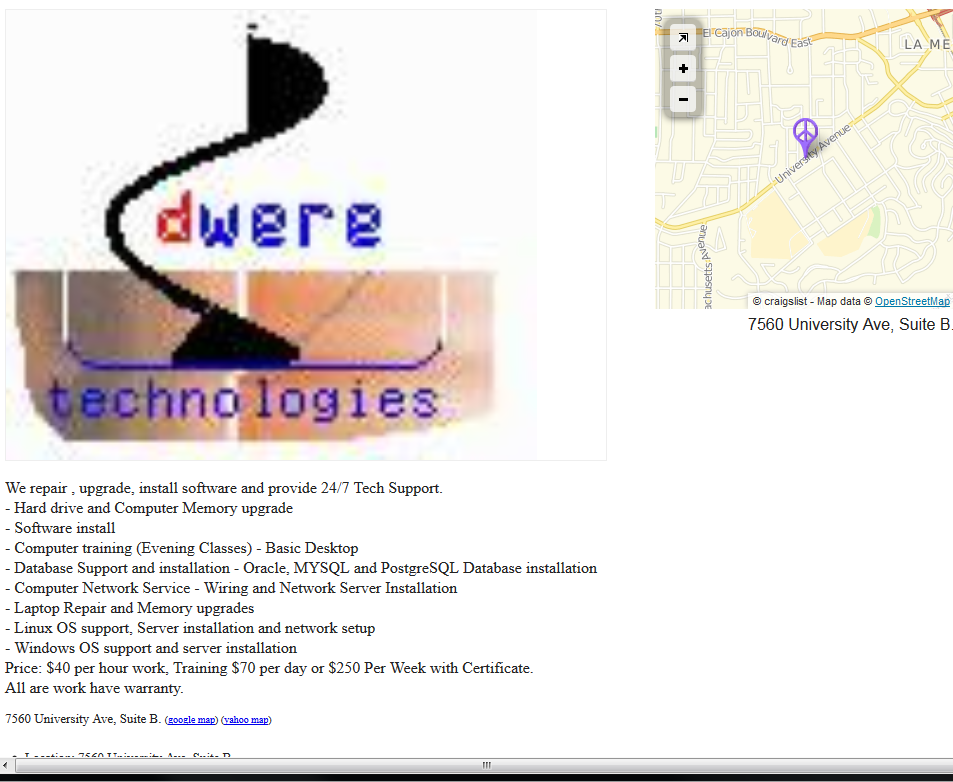 dwere
technologies
70th
El Cajon Boulvard East
LA ME
University Avenue
achusetts Avenue
© craigslist - Map data © OpenStreetMap
7560 University Ave, Suite B.
We repair , upgrade, install software and provide 24/7 Tech Support.
- Hard drive and Computer Memory upgrade
- Software install
- Computer training (Evening Classes) - Basic Desktop
- Database Support and installation - Oracle, MYSQL and PostgreSQL Database installation
- Computer Network Service - Wiring and Network Server Installation
- Laptop Repair and Memory upgrades
- Linux OS support, Server installation and network setup
- Windows OS support and server installation
Price: $40 per hour work, Training $70 per day or $250 Per Week with Certificate.
All are work have warranty.
7560 University Ave, Suite B. (google map) (yahoo map)
Location: 7560 University Ave, Suite B